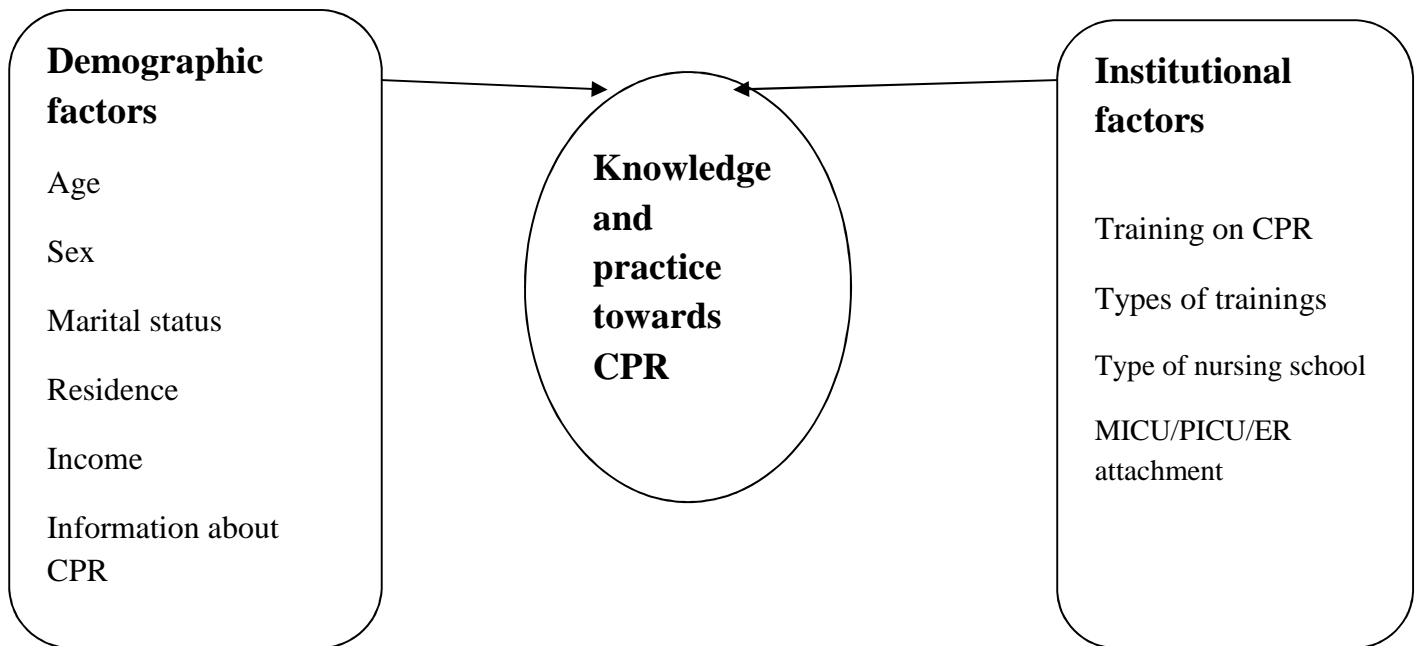 Demographic
factors
Age
Sex
Marital status
Residence
Income
Information about
CPR
Knowledge
and
practice
towards
CPR
Institutional
factors
Training on CPR
Types of trainings
Type of nursing school
MICU/PICU/ER
attachment